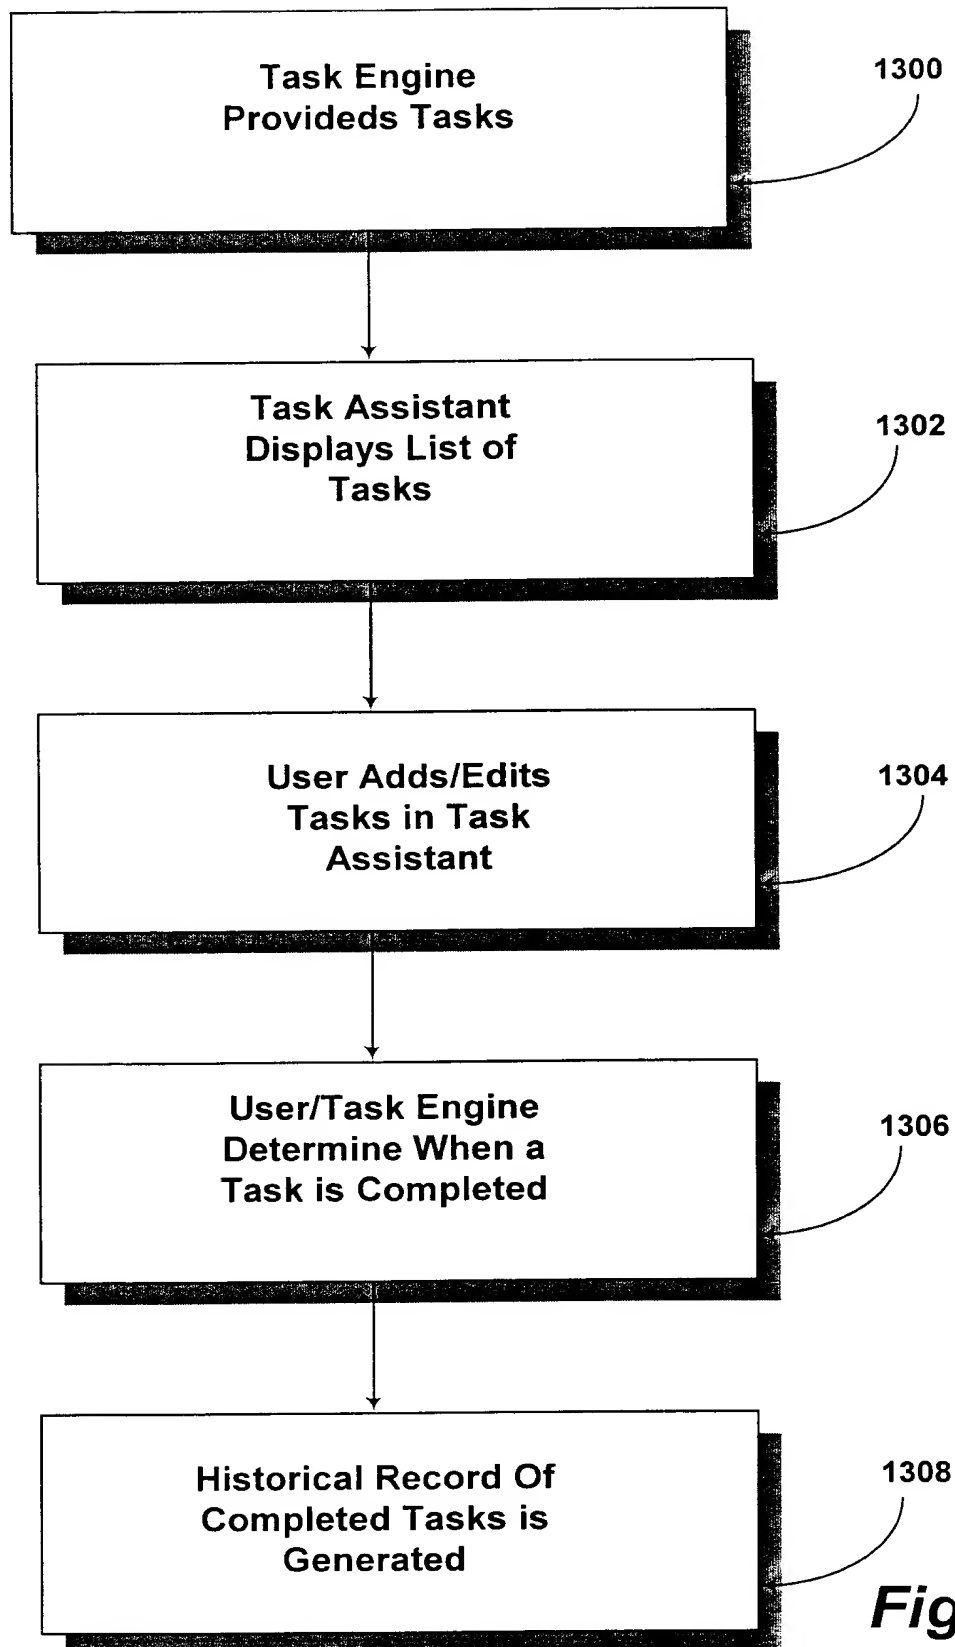 Task Engine
Provideds Tasks
1300
Task Assistant
Displays List of
Tasks
1302
User Adds/Edits
Tasks in Task
Assistant
1304
User/Task Engine
Determine When a
Task is Completed
1306
Historical Record Of
Completed Tasks is
Generated
1308
Fig